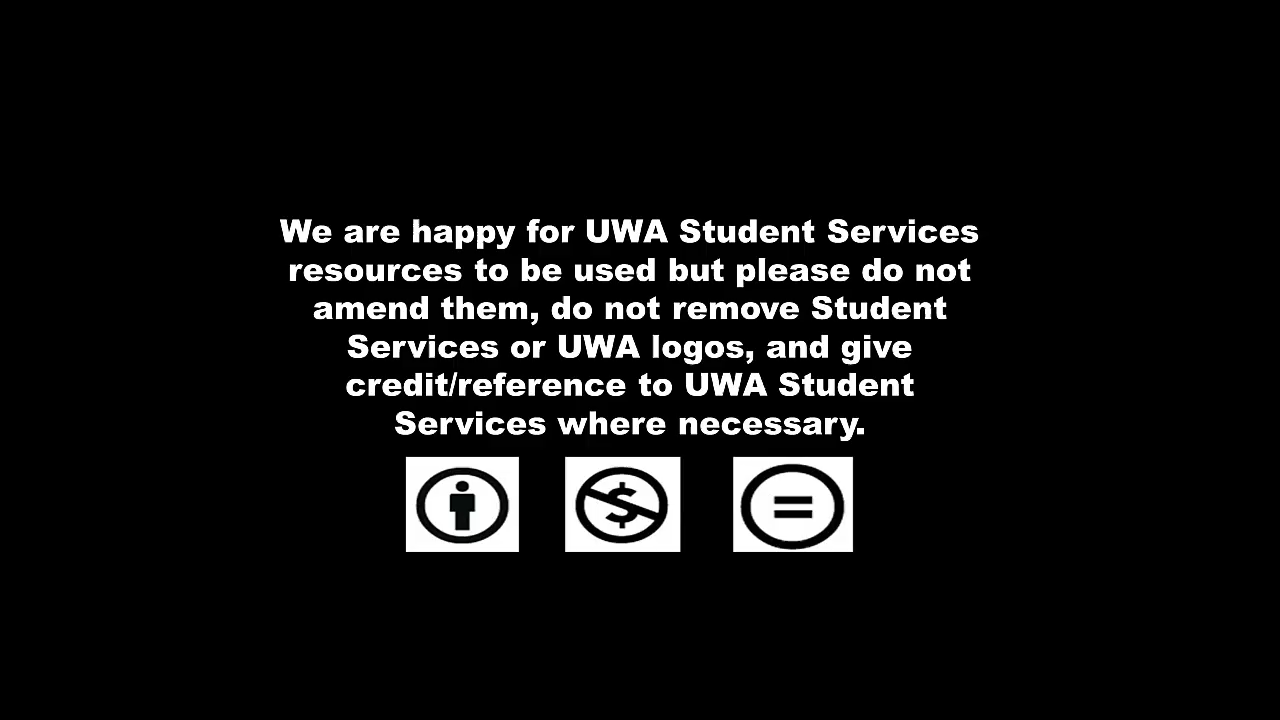 We are happy for UWA Student Services
resources to be used but please do not
amend them, do not remove Student
Services or UWA logos, and give
credit/reference to UWA Student
Services where necessary.
$
=